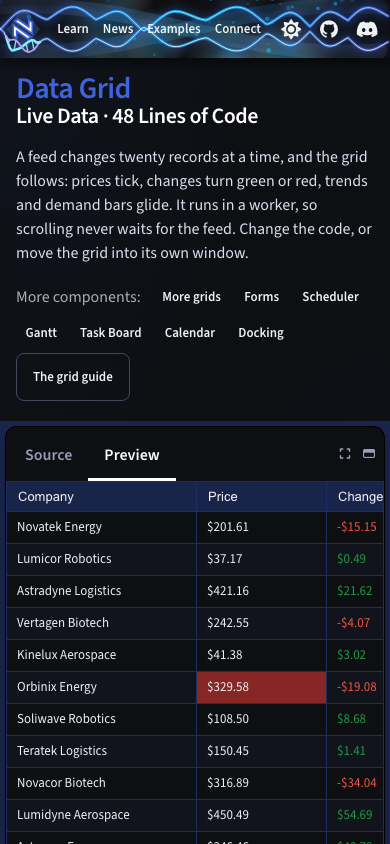 Learn News Examples Connect
Data Grid
Live Data · 48 Lines of Code
A feed changes twenty records at a time, and the grid
follows: prices tick, changes turn green or red, trends
and demand bars glide. It runs in a worker, so
scrolling never waits for the feed. Change the code, or
move the grid into its own window.
More components: More grids Forms Scheduler
Gantt Task Board Calendar Docking
The grid guide
Source Preview
Company Price Change
Novatek Energy $201.61 -$15.15
Lumicor Robotics $37.17 $0.49
Astradyne Logistics $421.16 $21.62
Vertagen Biotech $242.55 -$4.07
Kinelux Aerospace $41.38 $3.02
Orbinix Energy $329.58 -$19.08
Soliwave Robotics $108.50 $8.68
Teratek Logistics $150.45 $1.41
Novacor Biotech $316.89 -$34.04
Lumidyne Aerospace $450.49 $54.69